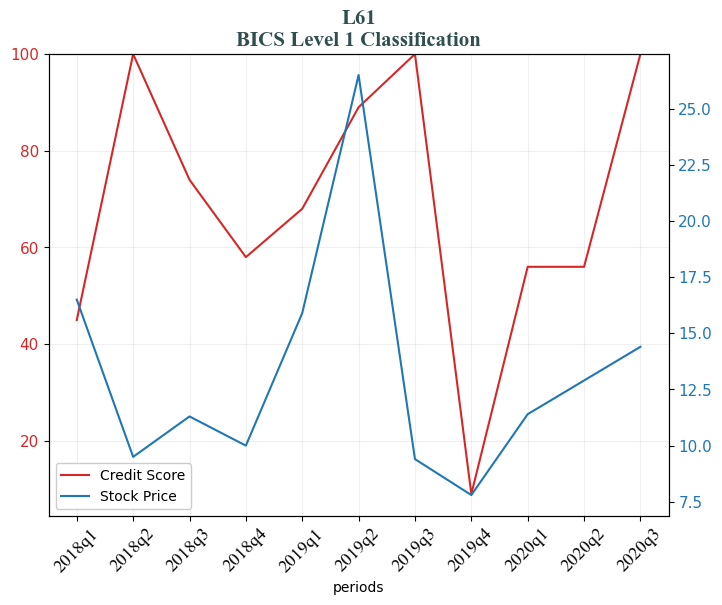 L61
BICS Level 1 Classification
100
80
60
40
20
25.0
22.5
20.0
17.5
15.0
12.5
10.0
7.5
Credit Score
Stock Price
2018q1
2018q2
2018q3
2018q4
2019q1
2019q2
2019q3
2019q4
2020q1
2020q2
2020q3
periods